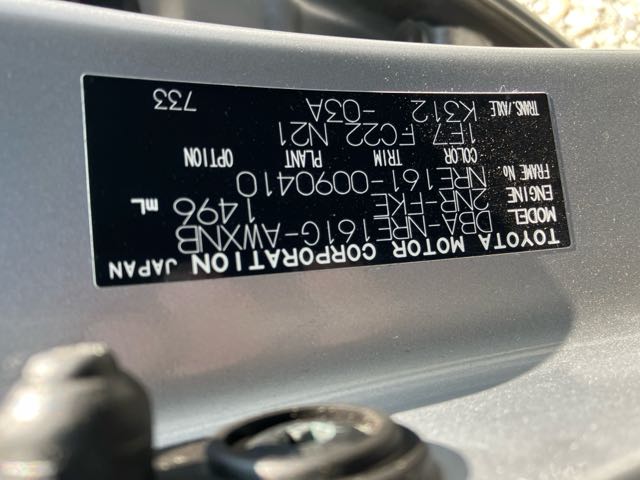 TOYOTA MOTOR CORPORATION JAPAN
MODEL DBA-NRE161G-AWXNB
ENGINE 2NR-FKE 1496 mL
FRAME No. NRE161-0090410
COLOR TRIM PLANT OPTION
1E7 FC22 N21
TRANS./AXLE K312 -03A
733